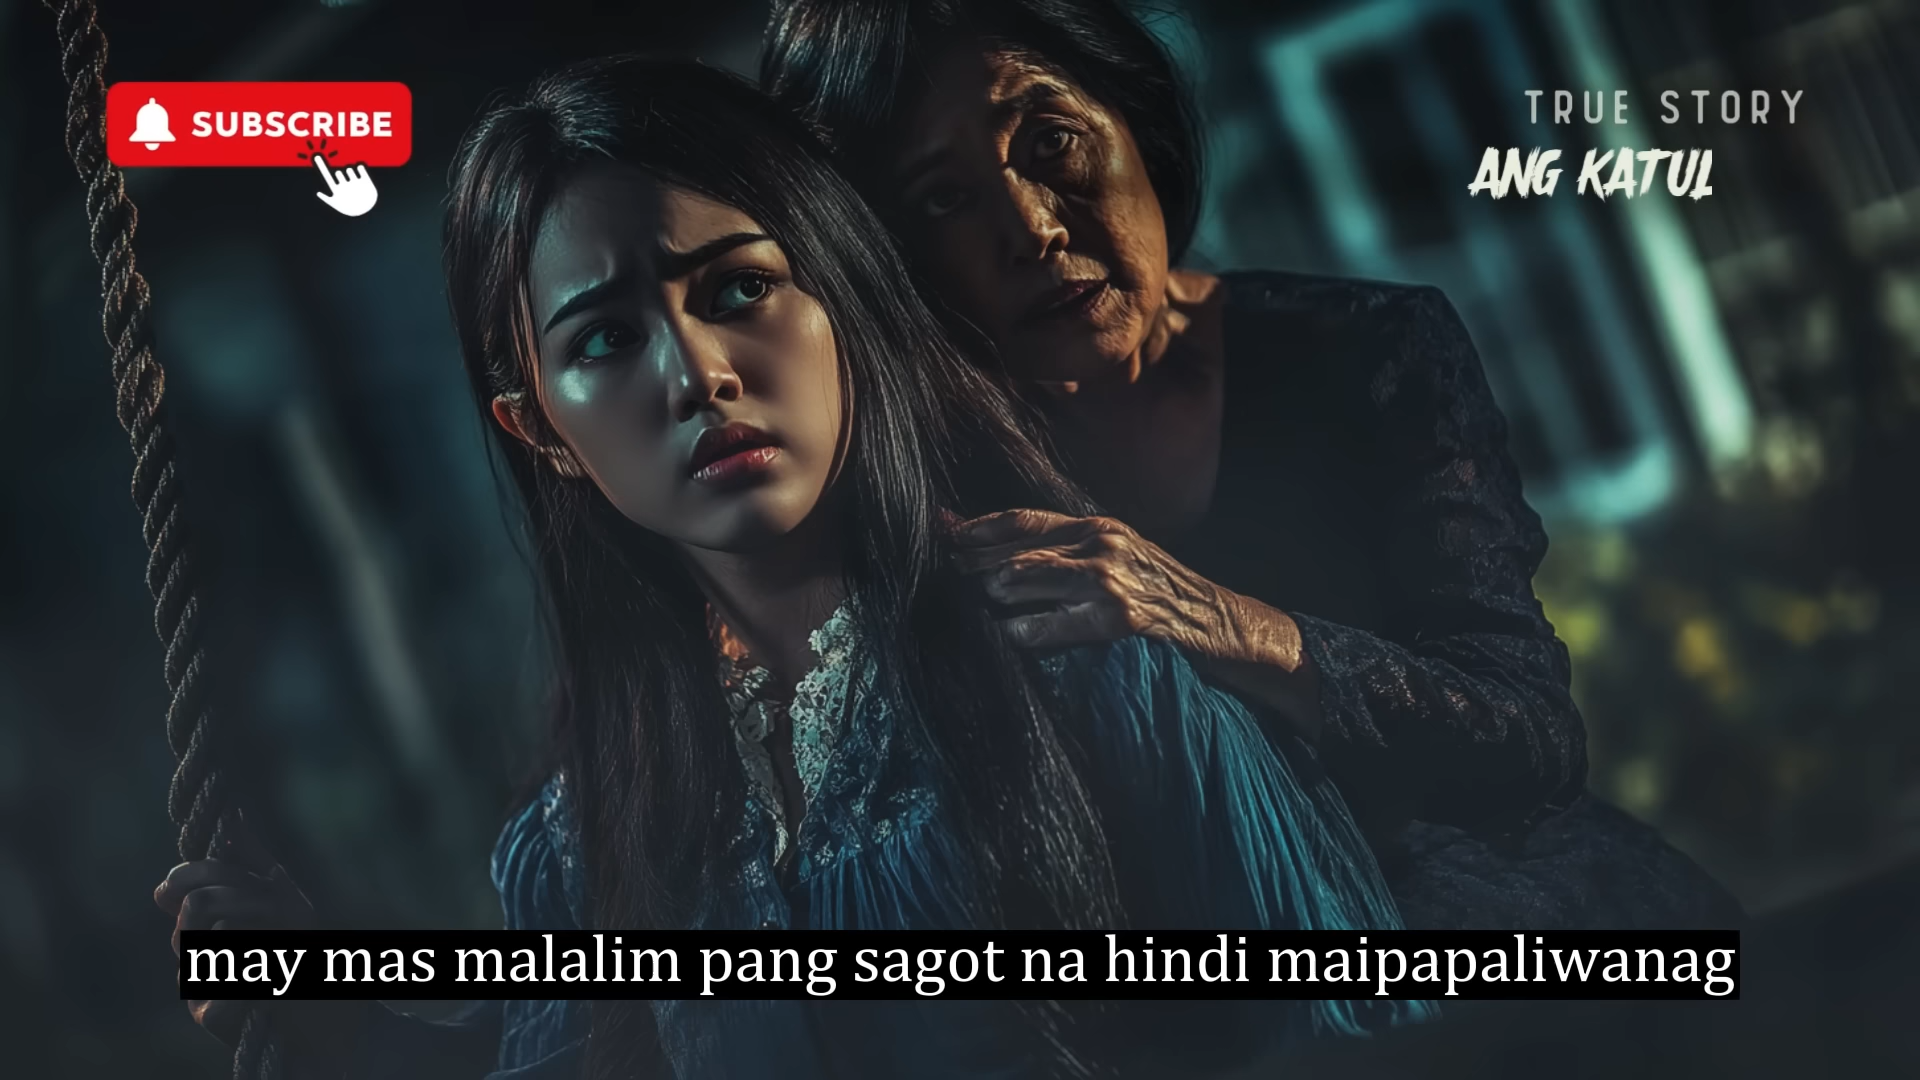 SUBSCRIBE
TRUE STORY
ANG KATUL
may mas malalim pang sagot na hindi maipapaliwanag